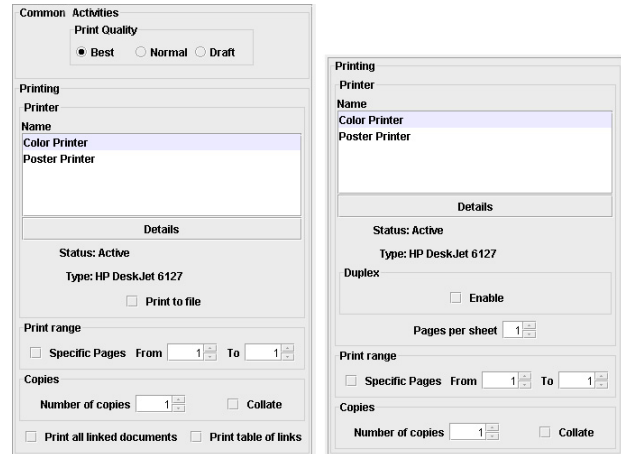 Common Activities
Print Quality
Best Normal Draft
Printing
Printer
Name
Color Printer
Poster Printer
Details
Status: Active
Type: HP DeskJet 6127
Print to file
Print range
Specific Pages From 1 To 1
Copies
Number of copies 1 Collate
Print all linked documents Print table of links
Printing
Printer
Name
Color Printer
Poster Printer
Details
Status: Active
Type: HP DeskJet 6127
Duplex
Enable
Pages per sheet 1
Print range
Specific Pages From 1 To 1
Copies
Number of copies 1 Collate